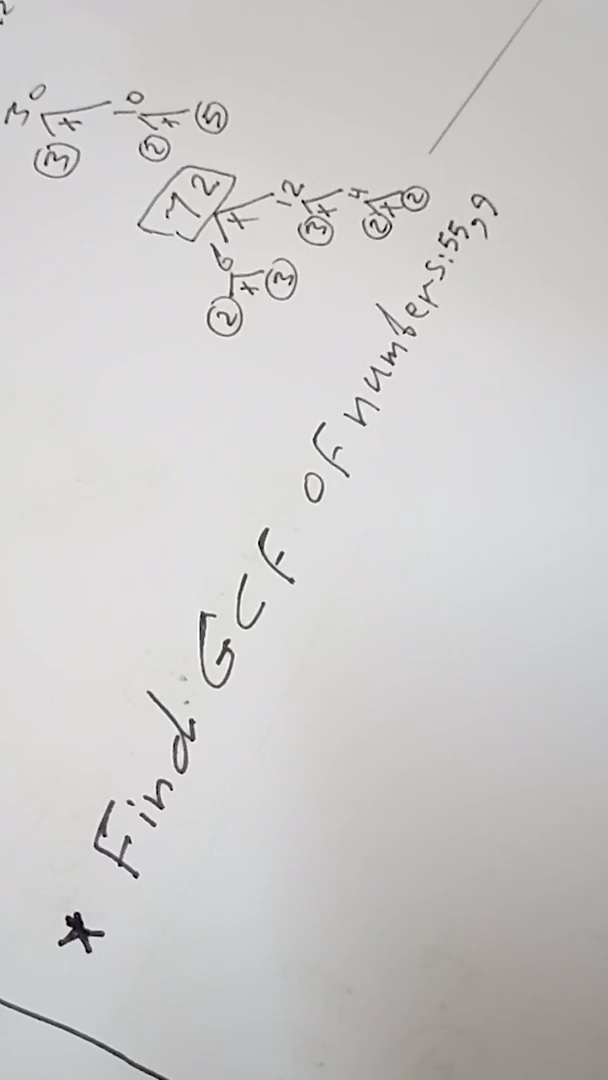 30
3 x 10
2 x 5
72
6 x 12
3 x 4
2 x 2
2 x 3
* Find. GCF OF numbers: 55, 9